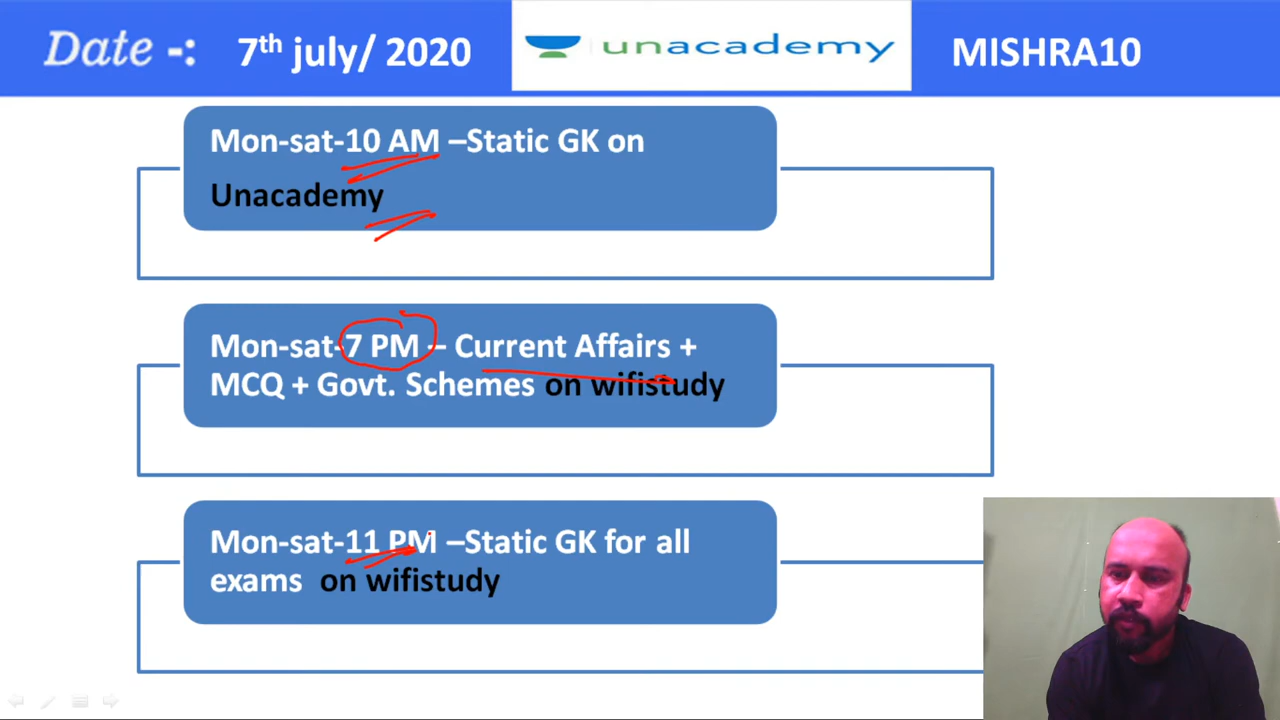 Date -: 7th july/ 2020 unacademy MISHRA10
Mon-sat-10 AM –Static GK on
Unacademy
Mon-sat-7 PM – Current Affairs +
MCQ + Govt. Schemes on wifistudy
Mon-sat-11 PM –Static GK for all
exams on wifistudy